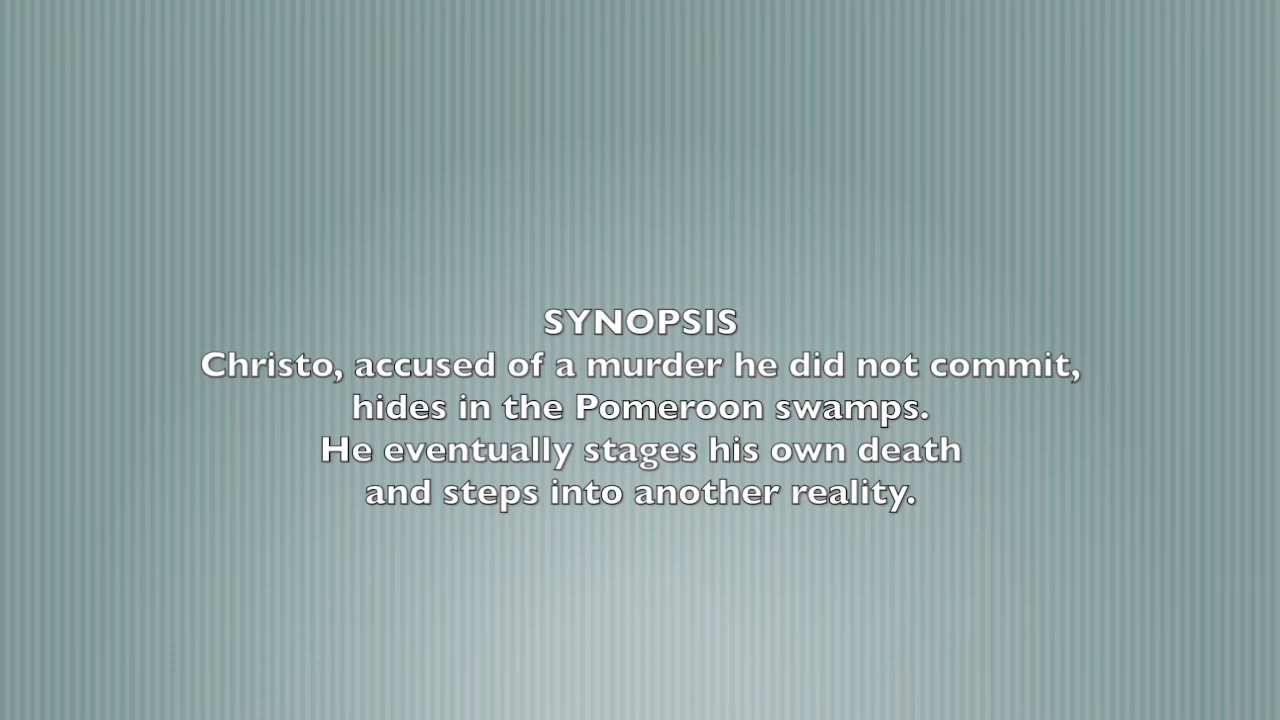 SYNOPSIS
Christo, accused of a murder he did not commit,
hides in the Pomeroon swamps.
He eventually stages his own death
and steps into another reality.